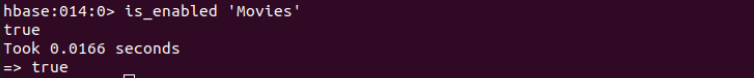 hbase:014:0> is_enabled 'Movies'
true
Took 0.0166 seconds
=> true